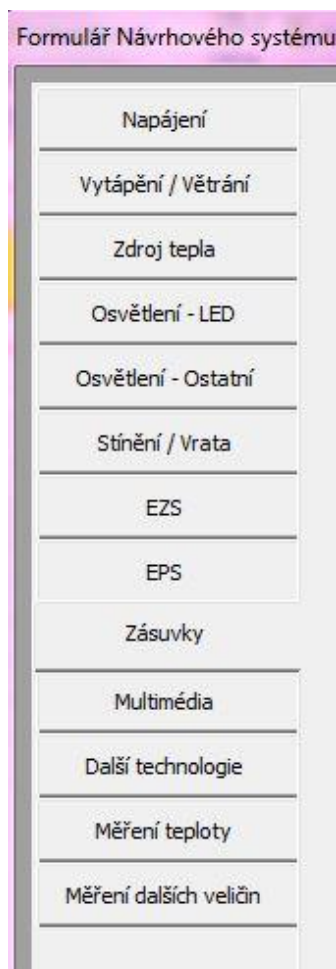 Formulář Návrhového systému
Napájení
Vytápění / Větrání
Zdroj tepla
Osvětlení - LED
Osvětlení - Ostatní
Stínění / Vrata
EZS
EPS
Zásuvky
Multimédia
Další technologie
Měření teploty
Měření dalších veličin